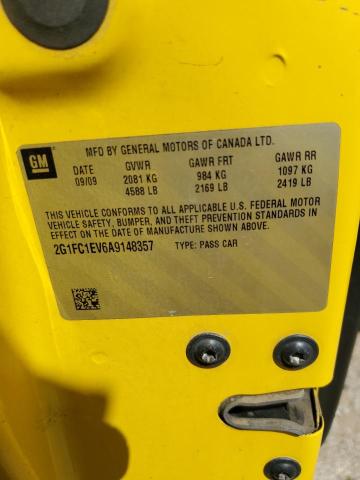 GM
MFD BY GENERAL MOTORS OF CANADA LTD.
DATE GVWR GAWR FRT GAWR RR
09/09 2081 KG 984 KG 1097 KG
4588 LB 2169 LB 2419 LB
THIS VEHICLE CONFORMS TO ALL APPLICABLE U.S. FEDERAL MOTOR
VEHICLE SAFETY, BUMPER, AND THEFT PREVENTION STANDARDS IN
EFFECT ON THE DATE OF MANUFACTURE SHOWN ABOVE.
2G1FC1EV6A9148357 TYPE: PASS CAR